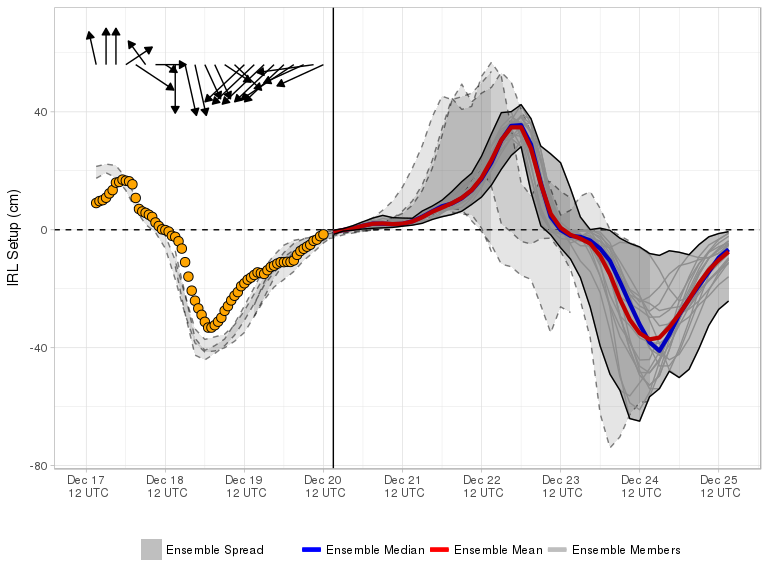 IRL Setup (cm)
40
0
-40
-80
Dec 17 Dec 18 Dec 19 Dec 20 Dec 21 Dec 22 Dec 23 Dec 24 Dec 25
12 UTC 12 UTC 12 UTC 12 UTC 12 UTC 12 UTC 12 UTC 12 UTC 12 UTC
Ensemble Spread Ensemble Median Ensemble Mean Ensemble Members